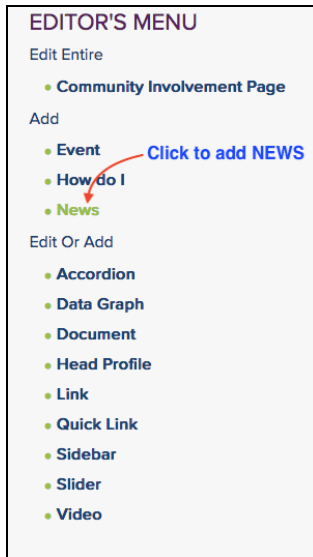 EDITOR'S MENU
Edit Entire
Community Involvement Page
Add
Event
Click to add NEWS
How do I
News
Edit Or Add
Accordion
Data Graph
Document
Head Profile
Link
Quick Link
Sidebar
Slider
Video